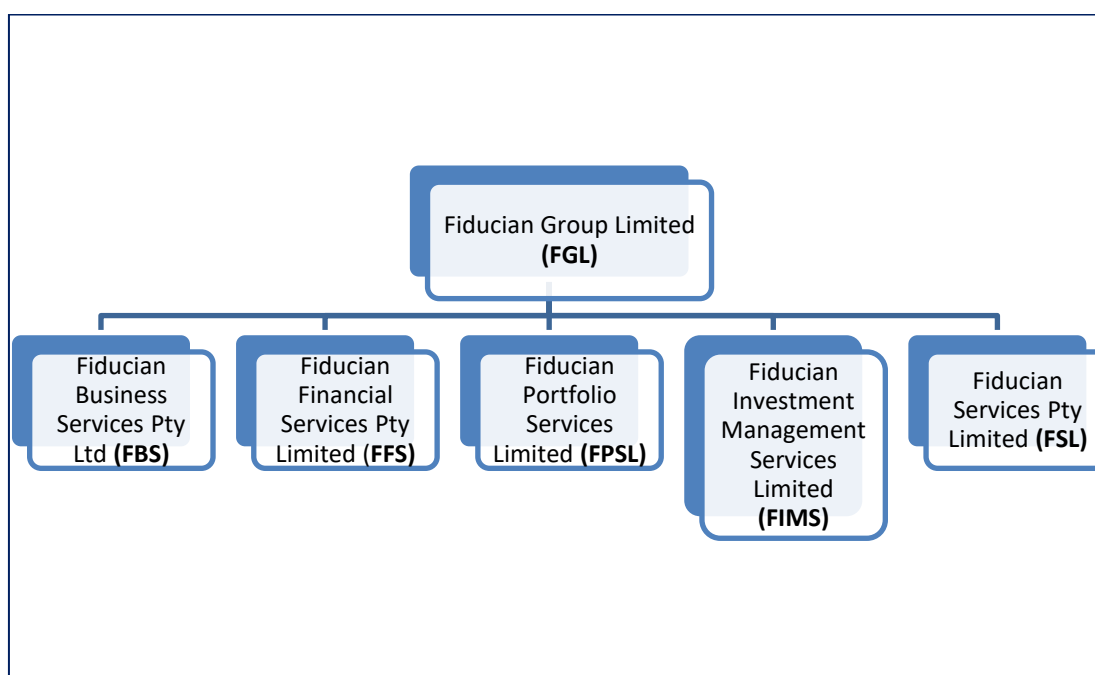 Fiducian Group Limited
(FGL)
Fiducian
Business
Services Pty
Ltd (FBS)
Fiducian
Financial
Services Pty
Limited (FFS)
Fiducian
Portfolio
Services
Limited (FPSL)
Fiducian
Investment
Management
Services
Limited
(FIMS)
Fiducian
Services Pty
Limited (FSL)